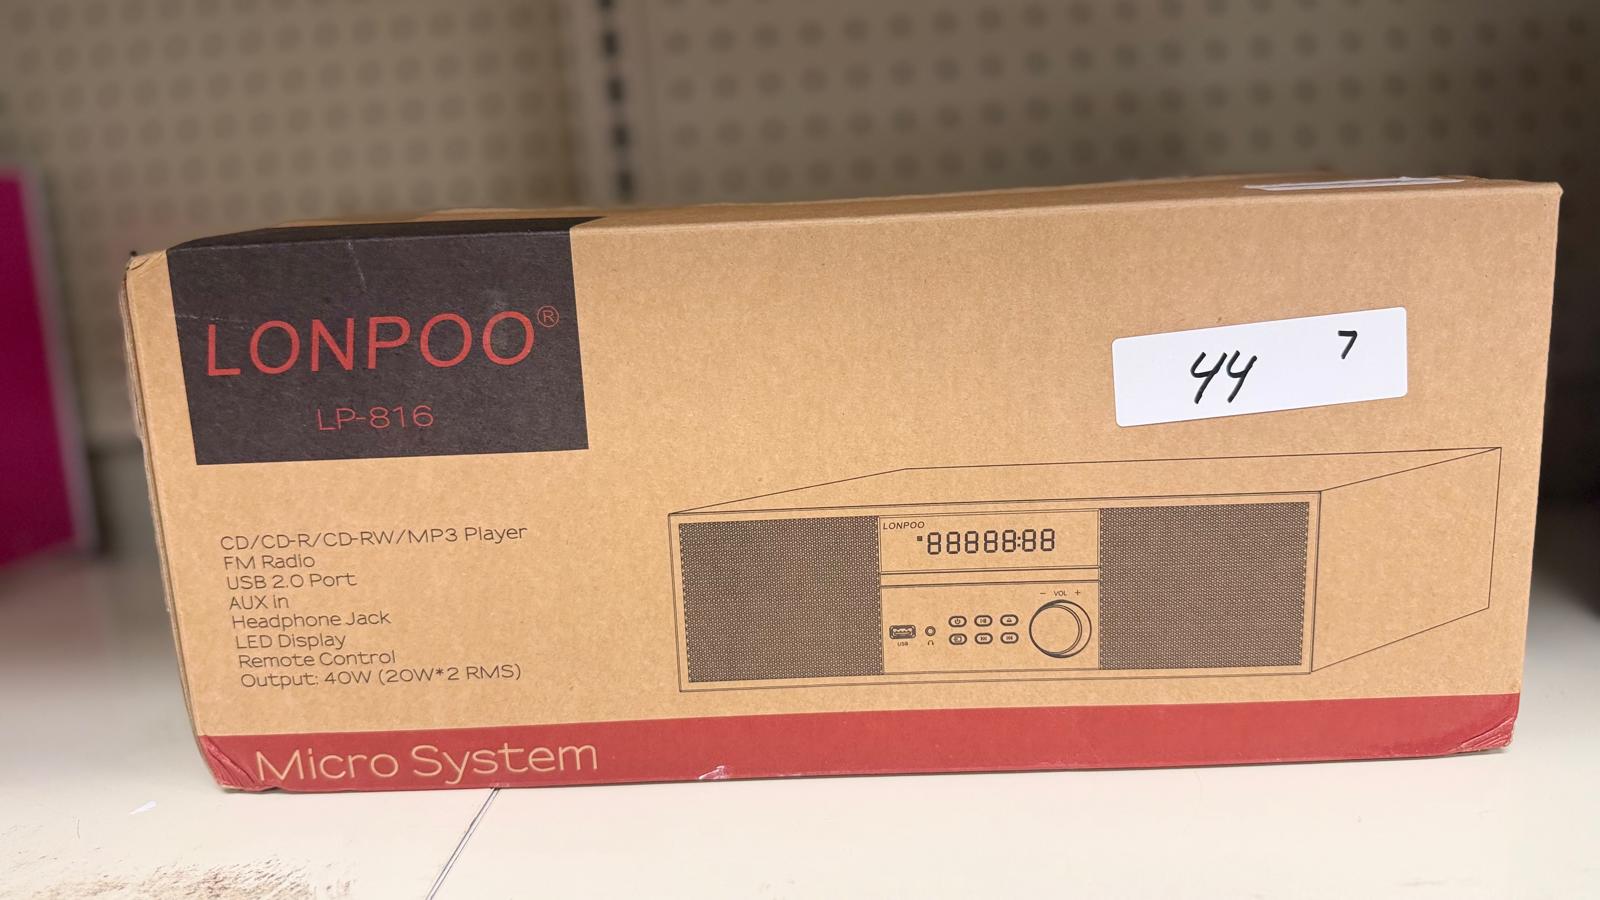 LONPOO®
LP-816
44 7
CD/CD-R/CD-RW/MP3 Player
FM Radio
USB 2.0 Port
AUX in
Headphone Jack
LED Display
Remote Control
Output: 40W (20W*2 RMS)
LONPOO
888888:88
− VOL +
USB
Micro System